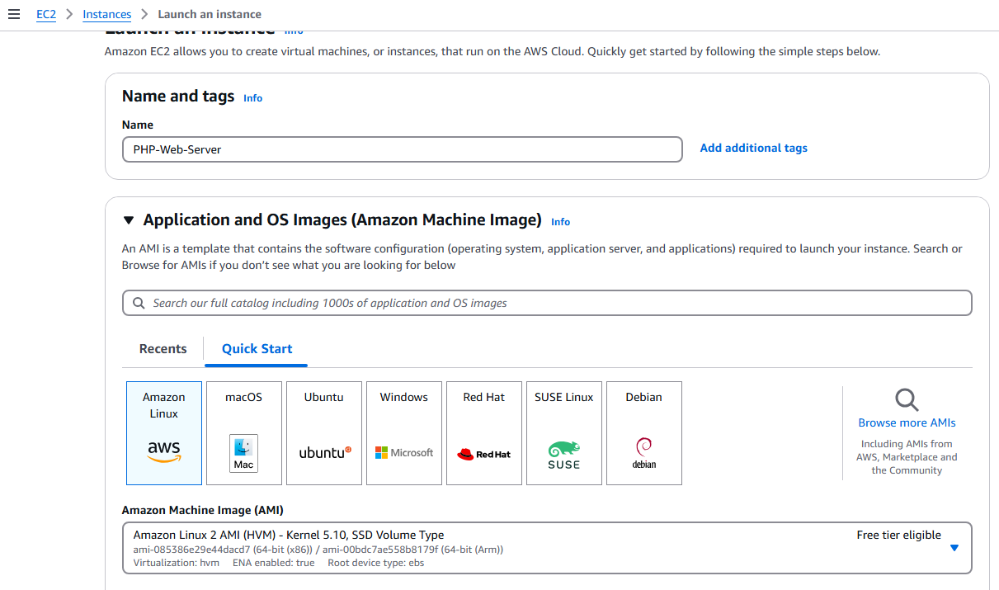 EC2 > Instances > Launch an instance
Launch an instance Info
Amazon EC2 allows you to create virtual machines, or instances, that run on the AWS Cloud. Quickly get started by following the simple steps below.
Name and tags Info
Name
PHP-Web-Server
Add additional tags
Application and OS Images (Amazon Machine Image) Info
An AMI is a template that contains the software configuration (operating system, application server, and applications) required to launch your instance. Search or
Browse for AMIs if you don’t see what you are looking for below
Search our full catalog including 1000s of application and OS images
Recents
Quick Start
Amazon
Linux
aws
macOS
Mac
Ubuntu
ubuntu
Windows
Microsoft
Red Hat
Red Hat
SUSE Linux
SUSE
Debian
debian
Browse more AMIs
Including AMIs from
AWS, Marketplace and
the Community
Amazon Machine Image (AMI)
Amazon Linux 2 AMI (HVM) - Kernel 5.10, SSD Volume Type
Free tier eligible
ami-085386e29e44dacd7 (64-bit (x86)) / ami-00bdc7ae558b8179f (64-bit (Arm))
Virtualization: hvm ENA enabled: true Root device type: ebs